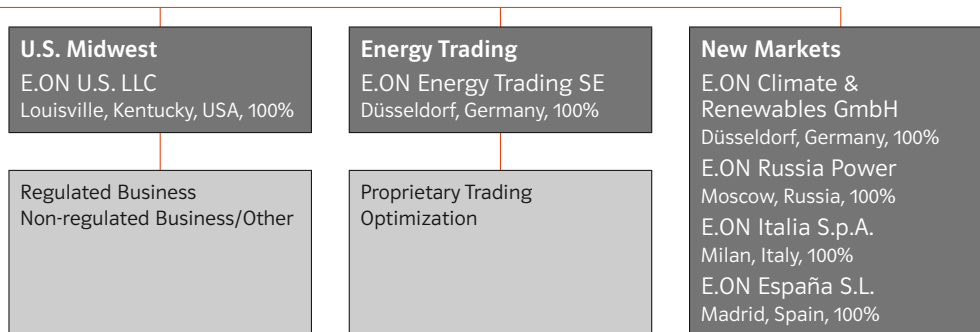 U.S. Midwest
E.ON U.S. LLC
Louisville, Kentucky, USA, 100%
Regulated Business
Non-regulated Business/Other
Energy Trading
E.ON Energy Trading SE
Düsseldorf, Germany, 100%
Proprietary Trading
Optimization
New Markets
E.ON Climate &
Renewables GmbH
Düsseldorf, Germany, 100%
E.ON Russia Power
Moscow, Russia, 100%
E.ON Italia S.p.A.
Milan, Italy, 100%
E.ON España S.L.
Madrid, Spain, 100%